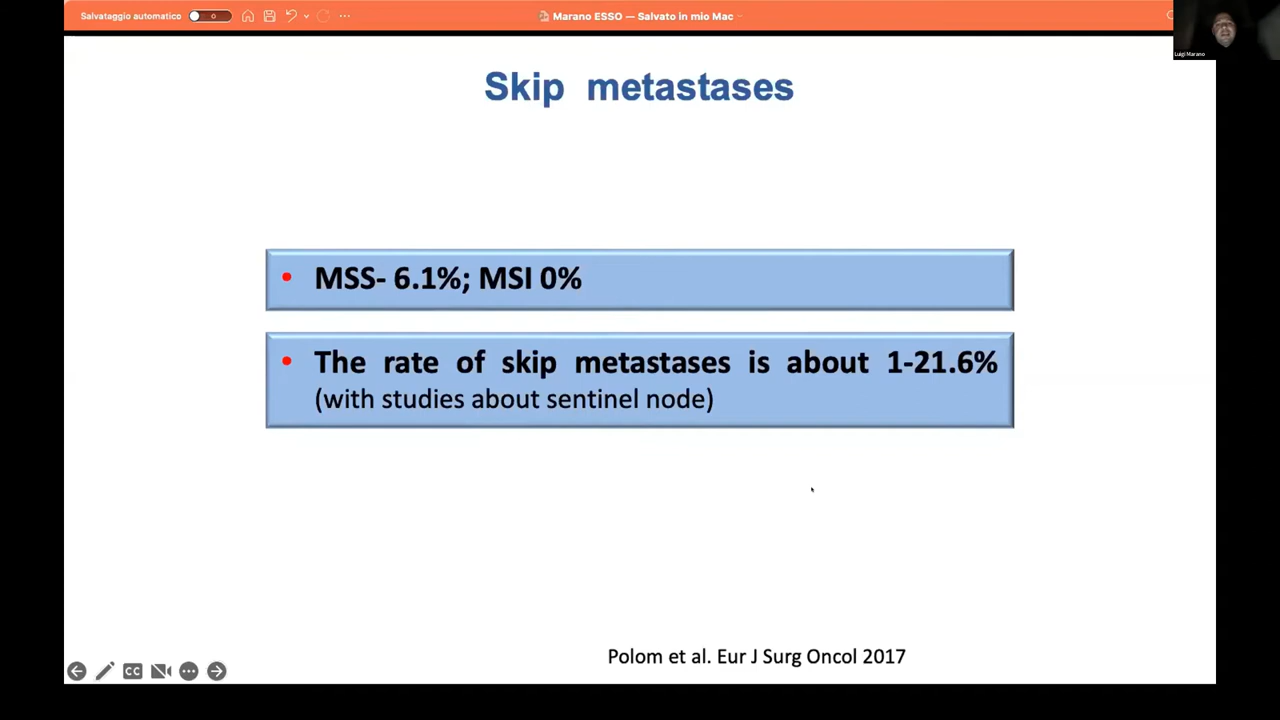 Salvataggio automatico
Marano ESSO — Salvato in mio Mac
Luigi Marano
Skip metastases
• MSS- 6.1%; MSI 0%
• The rate of skip metastases is about 1-21.6%
(with studies about sentinel node)
Polom et al. Eur J Surg Oncol 2017
CC